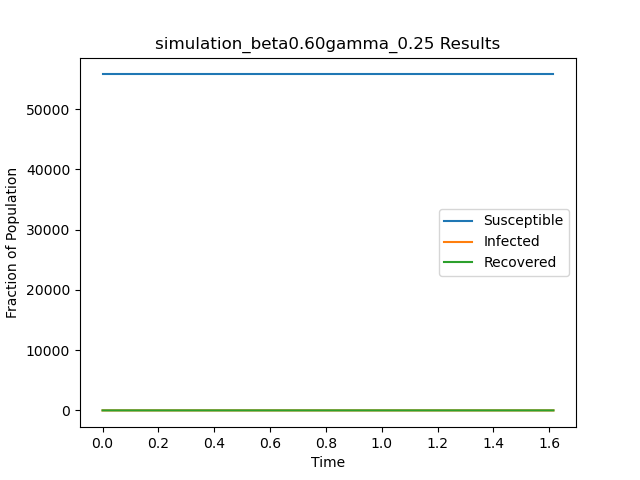 simulation_beta0.60gamma_0.25 Results
Fraction of Population
50000
40000
30000
20000
10000
0
Susceptible
Infected
Recovered
0.0 0.2 0.4 0.6 0.8 1.0 1.2 1.4 1.6
Time